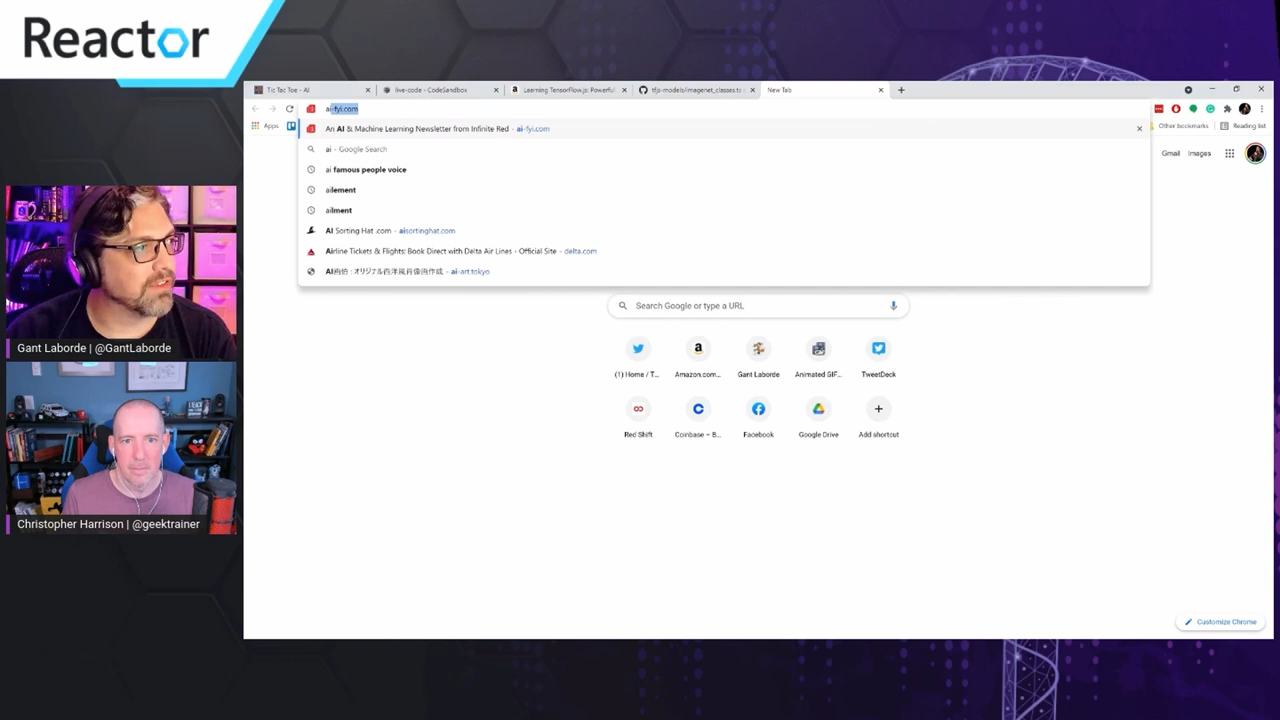 Reactor
Tic Tac Toe - AI
live-code - CodeSandbox
Learning TensorFlow.js: Powerful
tfjs-models/imagenet_classes.ts
New Tab
ai-fyi.com
Apps
Other bookmarks
Reading list
An AI & Machine Learning Newsletter from Infinite Red - ai-fyi.com
ai - Google Search
ai famous people voice
ailement
ailment
AI Sorting Hat .com - aisortinghat.com
Airline Tickets & Flights: Book Direct with Delta Air Lines - Official Site - delta.com
AI画伯 : オリジナル西洋風肖像画作成 - ai-art.tokyo
Gmail Images
Search Google or type a URL
(1) Home / T...
Amazon.com...
Gant Laborde
Animated GIF...
TweetDeck
Red Shift
Coinbase – B...
Facebook
Google Drive
Add shortcut
Customize Chrome
Gant Laborde | @GantLaborde
Christopher Harrison | @geektrainer